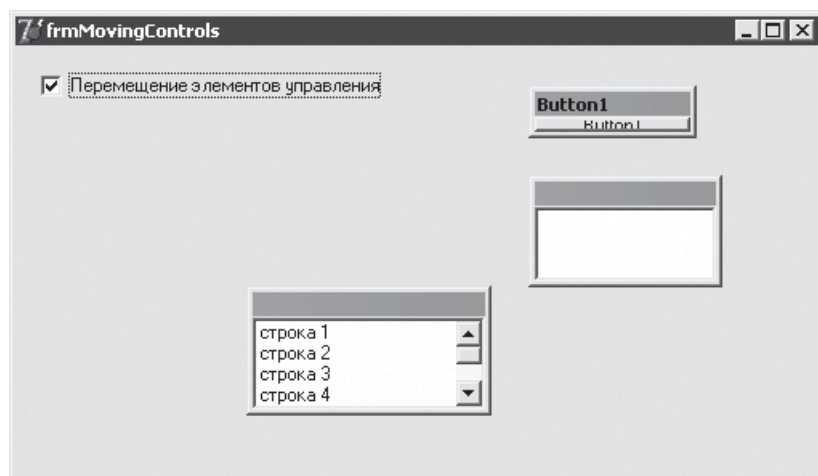 frmMovingControls
Перемещение элементов управления
Button1
Button1
строка 1
строка 2
строка 3
строка 4